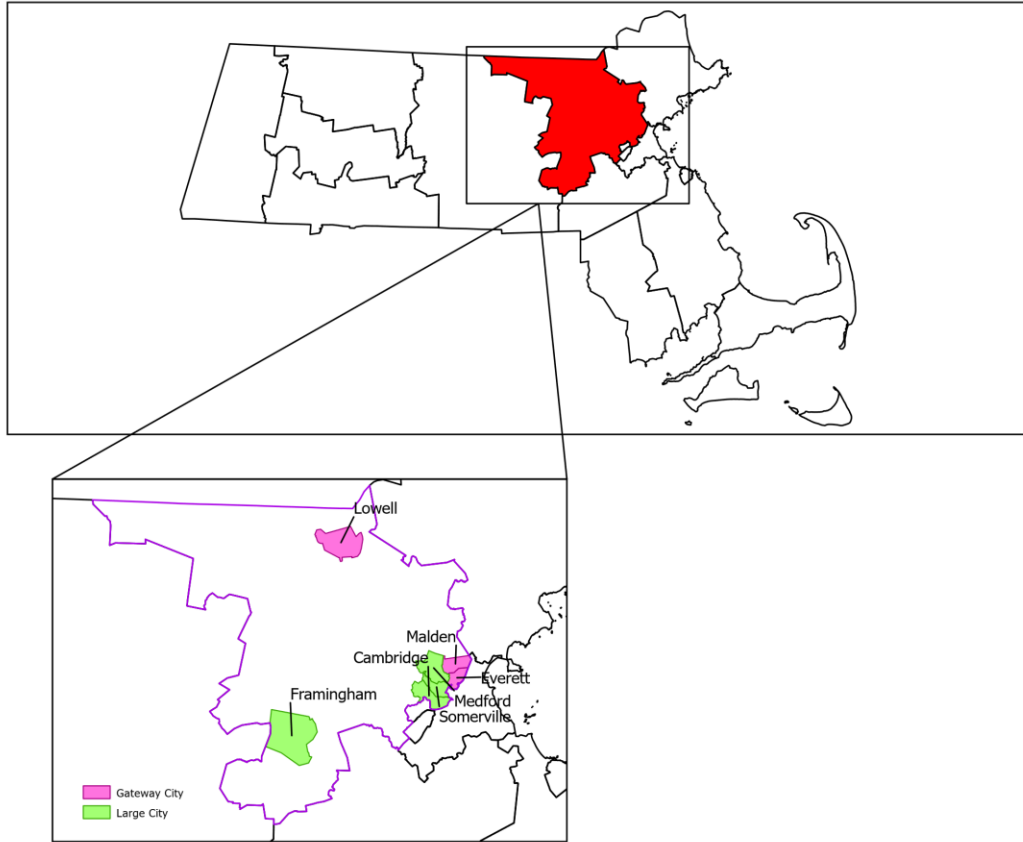 Lowell
Malden
Cambridge
Everett
Framingham
Medford
Somerville
Gateway City
Large City